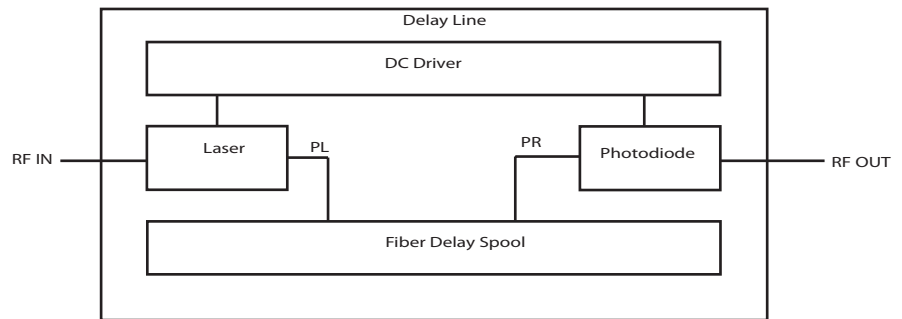 Delay Line
DC Driver
Laser
PL
PR
Photodiode
RF IN
RF OUT
Fiber Delay Spool